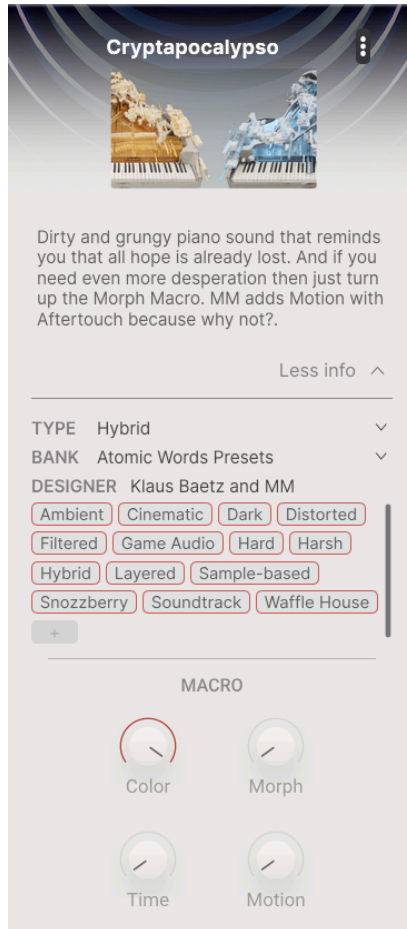 Cryptapocalypso
Dirty and grungy piano sound that reminds
you that all hope is already lost. And if you
need even more desperation then just turn
up the Morph Macro. MM adds Motion with
Aftertouch because why not?.
Less info
TYPE Hybrid
BANK Atomic Words Presets
DESIGNER Klaus Baetz and MM
Ambient Cinematic Dark Distorted
Filtered Game Audio Hard Harsh
Hybrid Layered Sample-based
Snozzberry Soundtrack Waffle House
+
MACRO
Color Morph
Time Motion